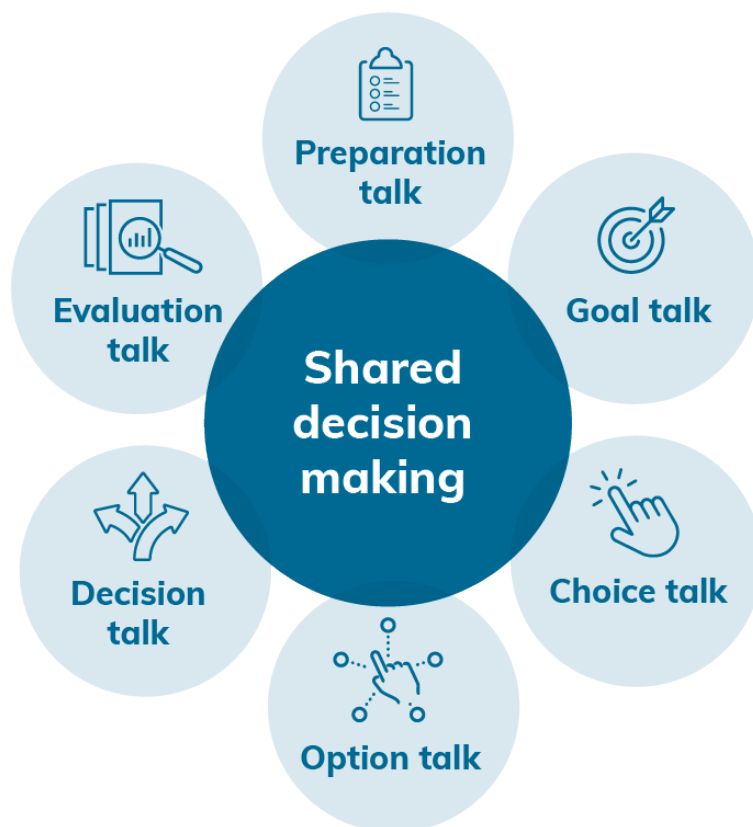 Preparation
talk
Goal talk
Choice talk
Option talk
Decision
talk
Evaluation
talk
Shared
decision
making